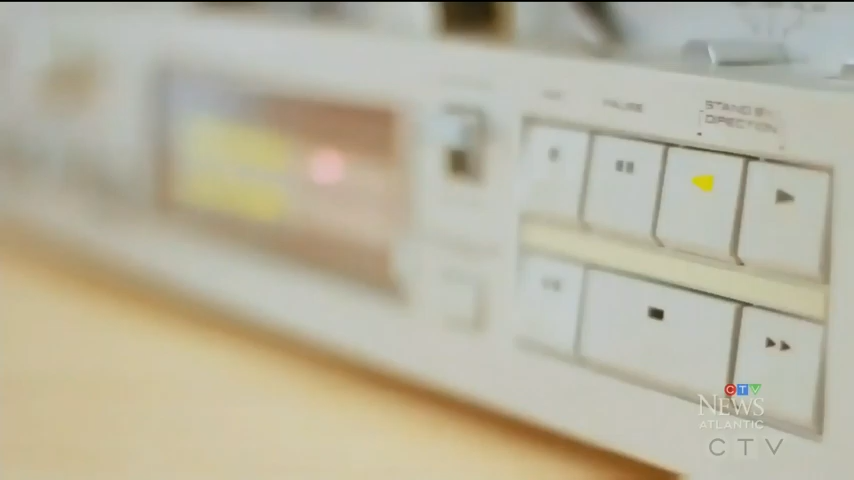 PAUSE
STAND BY
DIRECTION
CTV
NEWS
ATLANTIC
CTV